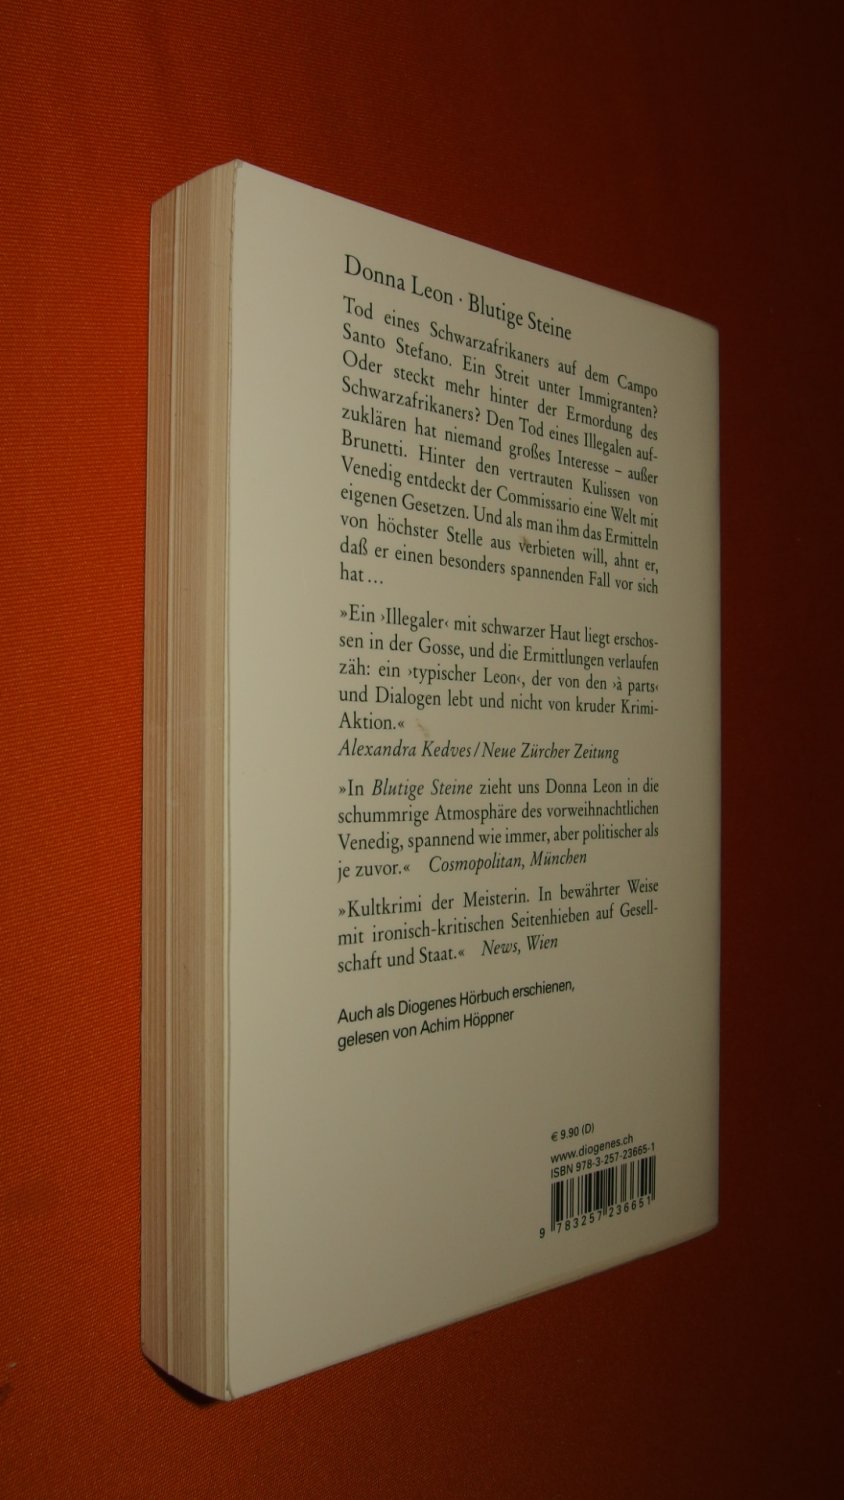 Donna Leon · Blutige Steine
Tod eines Schwarzafrikaners auf dem Campo
Santo Stefano. Ein Streit unter Immigranten?
Oder steckt mehr hinter der Ermordung des
Schwarzafrikaners? Den Tod eines Illegalen auf-
zuklären hat niemand großes Interesse – außer
Brunetti. Hinter den vertrauten Kulissen von
Venedig entdeckt der Commissario eine Welt mit
eigenen Gesetzen. Und als man ihm das Ermitteln
von höchster Stelle aus verbieten will, ahnt er,
daß er einen besonders spannenden Fall vor sich
hat ...
»Ein ›Illegaler‹ mit schwarzer Haut liegt erschos-
sen in der Gosse, und die Ermittlungen verlaufen
zäh: ein ›typischer Leon‹, der von den ›à parts‹
und Dialogen lebt und nicht von kruder Krimi-
Aktion.«
Alexandra Kedves / Neue Zürcher Zeitung
»In Blutige Steine zieht uns Donna Leon in die
schummrige Atmosphäre des vorweihnachtlichen
Venedig, spannend wie immer, aber politischer als
je zuvor.« Cosmopolitan, München
»Kultkrimi der Meisterin. In bewährter Weise
mit ironisch-kritischen Seitenhieben auf Gesell-
schaft und Staat.« News, Wien
Auch als Diogenes Hörbuch erschienen,
gelesen von Achim Höppner
€ 9.90 (D)
www.diogenes.ch
ISBN 978-3-257-23665-1
9 783257 236651